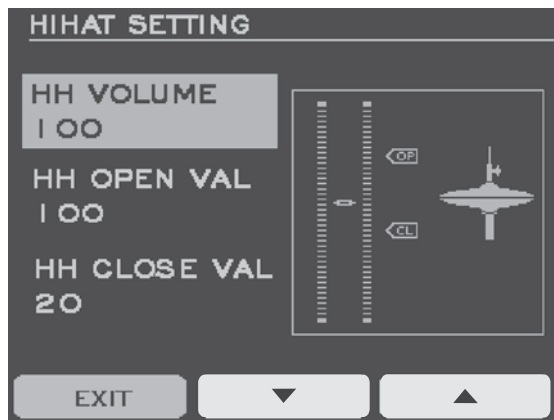 HIHAT SETTING
HH VOLUME
100
HH OPEN VAL
100
HH CLOSE VAL
20
OP
CL
EXIT